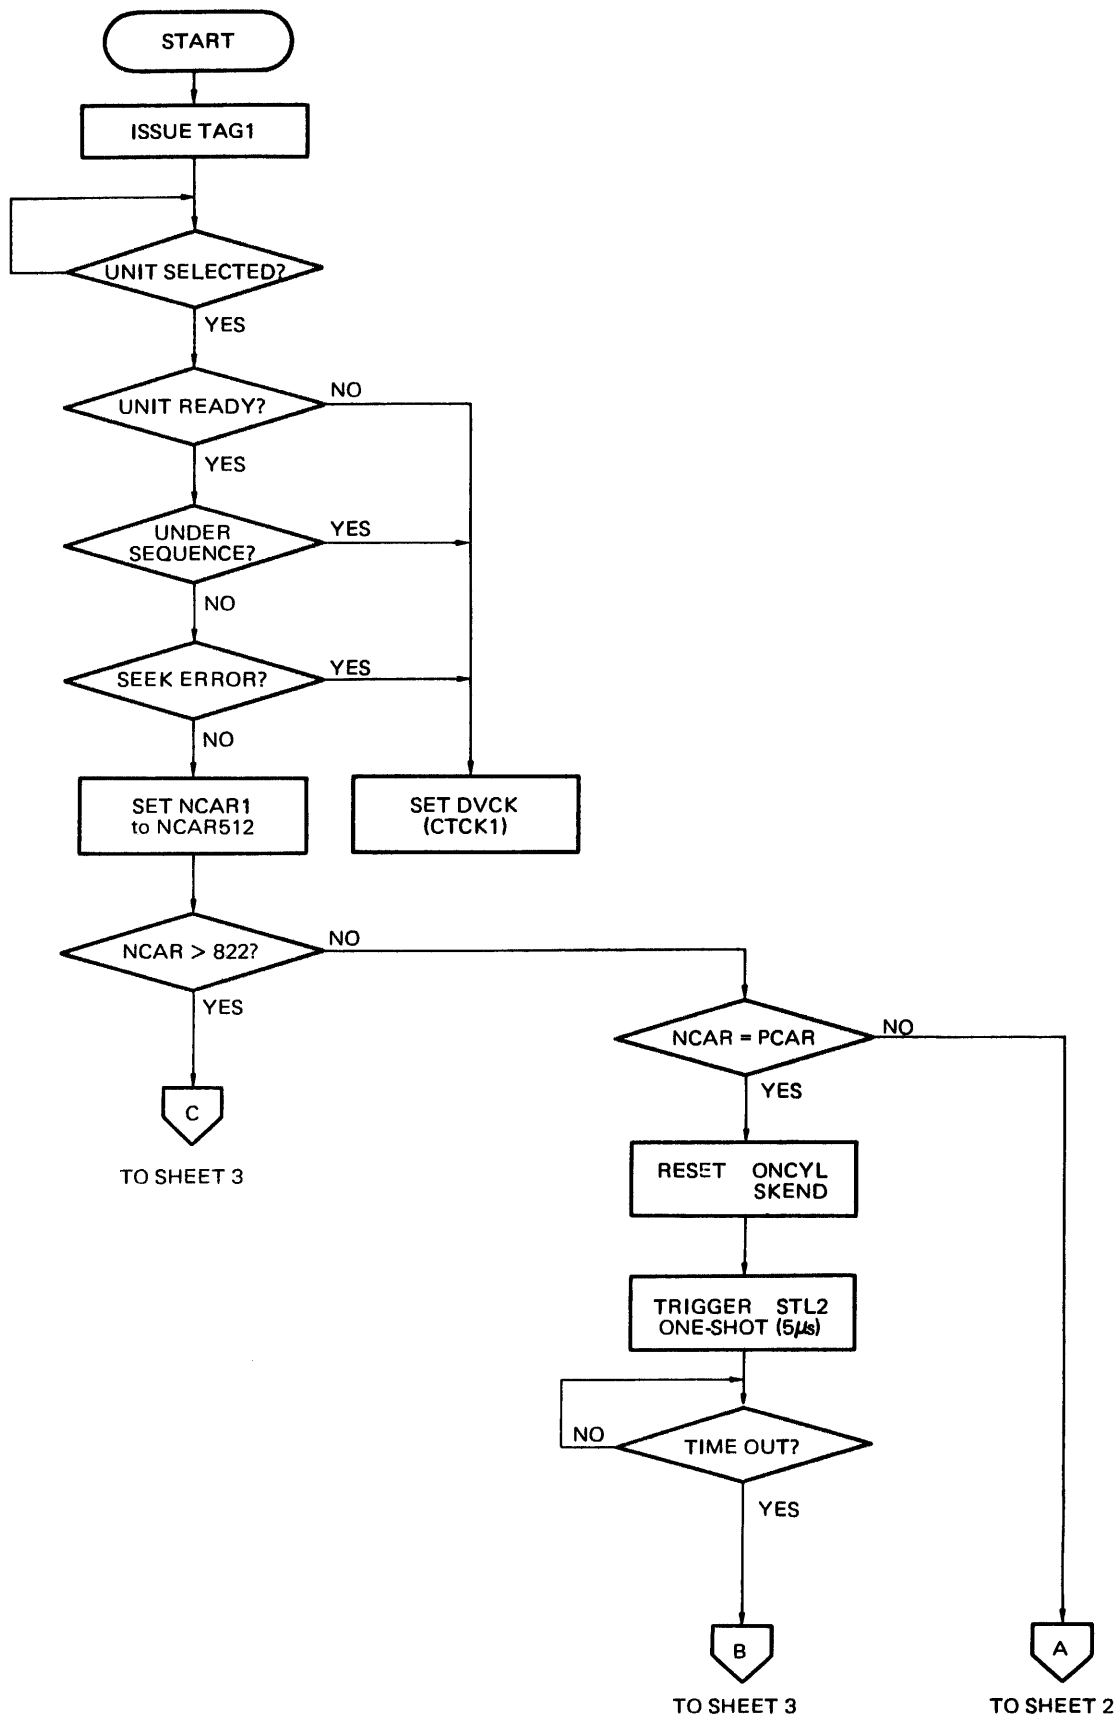 START
ISSUE TAG1
UNIT SELECTED?
YES
UNIT READY?
NO
YES
UNDER
SEQUENCE?
YES
NO
SEEK ERROR?
YES
NO
SET NCAR1
to NCAR512
SET DVCK
(CTCK1)
NCAR > 822?
NO
YES
C
TO SHEET 3
NCAR = PCAR
NO
YES
RESET ONCYL
SKEND
TRIGGER STL2
ONE-SHOT (5μs)
TIME OUT?
NO
YES
B
TO SHEET 3
A
TO SHEET 2